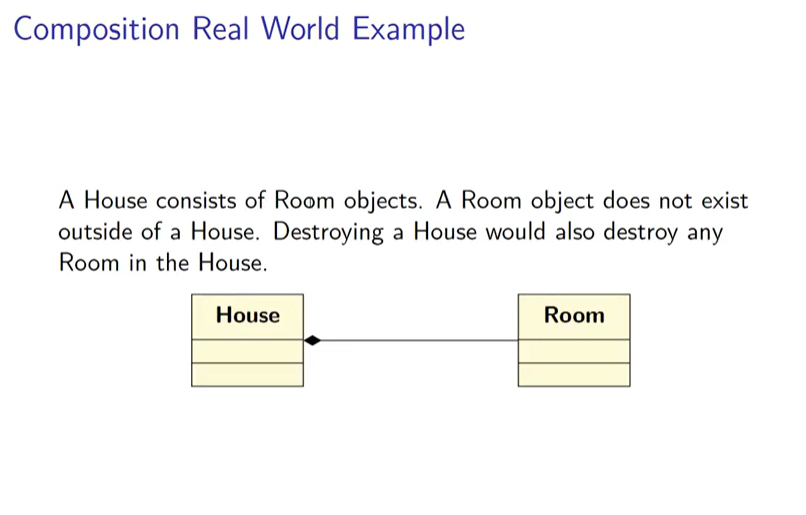 Composition Real World Example
A House consists of Room objects. A Room object does not exist
outside of a House. Destroying a House would also destroy any
Room in the House.
House
Room